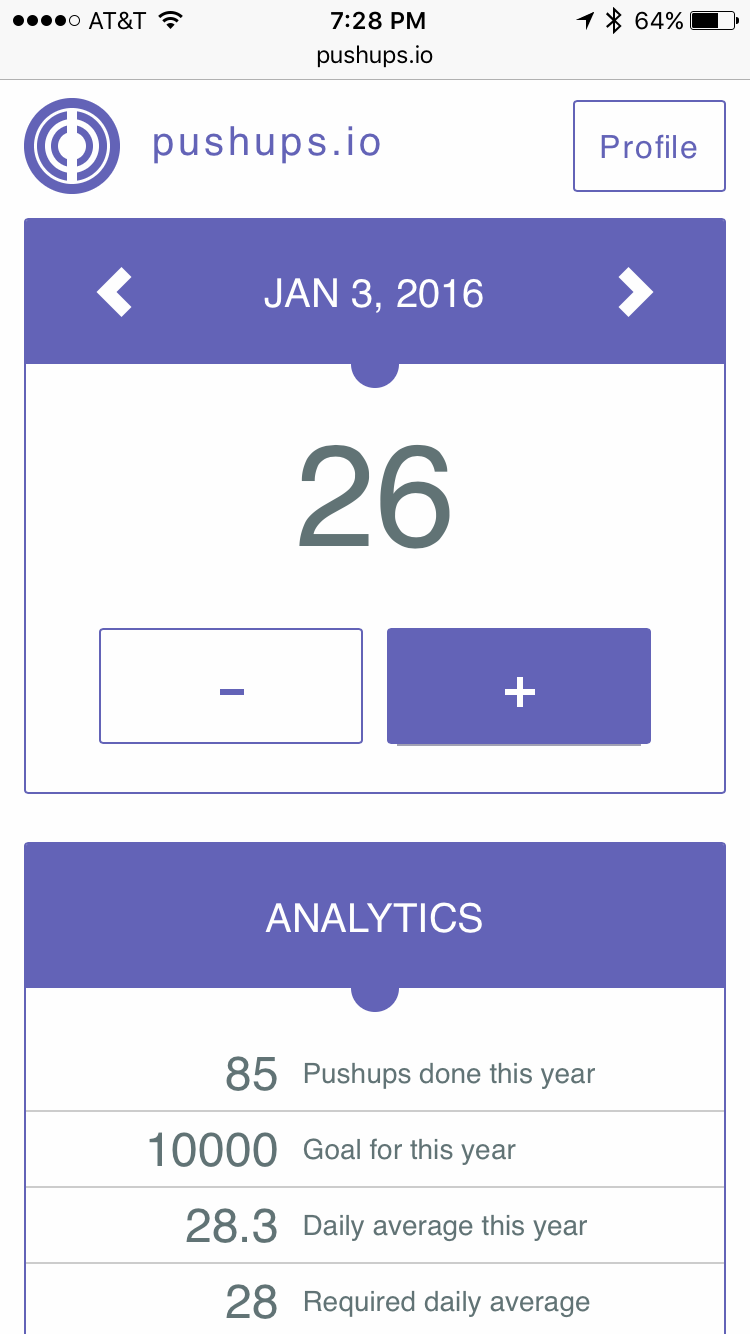 AT&T 7:28 PM 64%
pushups.io
pushups.io Profile
JAN 3, 2016
26
− +
ANALYTICS
85 Pushups done this year
10000 Goal for this year
28.3 Daily average this year
28 Required daily average